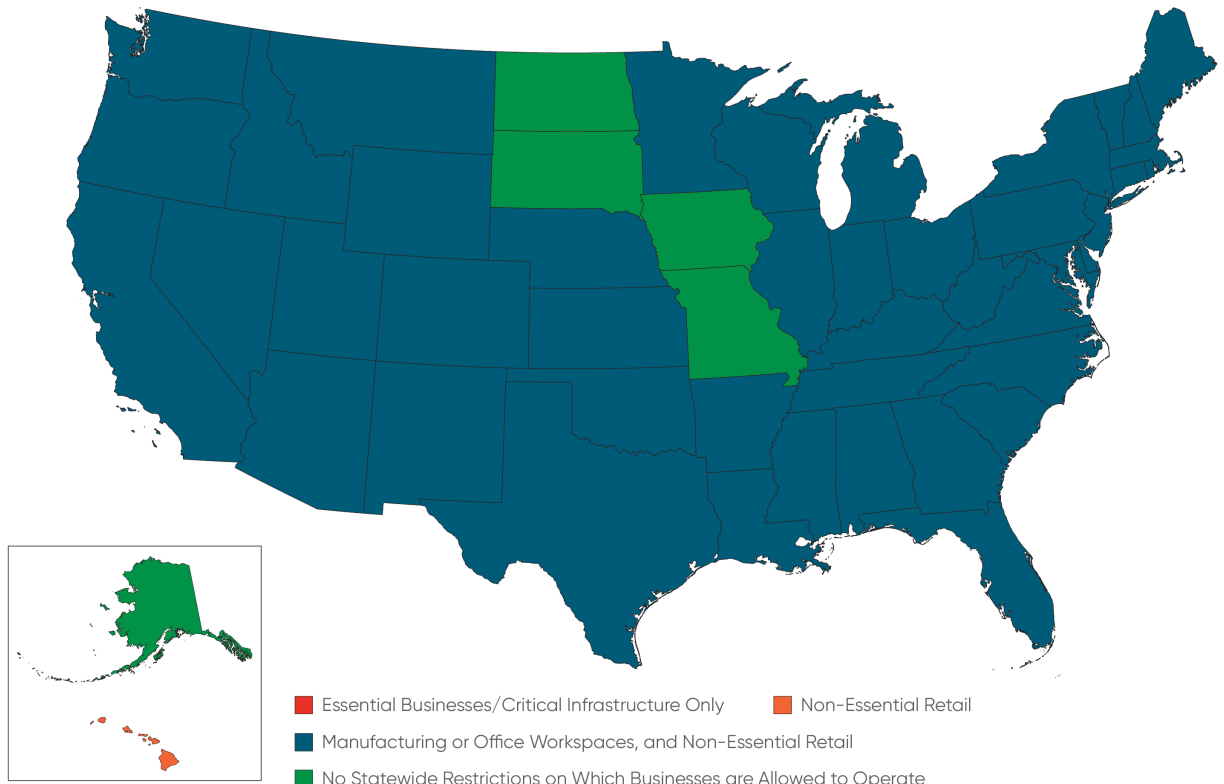 Essential Businesses/Critical Infrastructure Only
Non-Essential Retail
Manufacturing or Office Workspaces, and Non-Essential Retail
No Statewide Restrictions on Which Businesses are Allowed to Operate